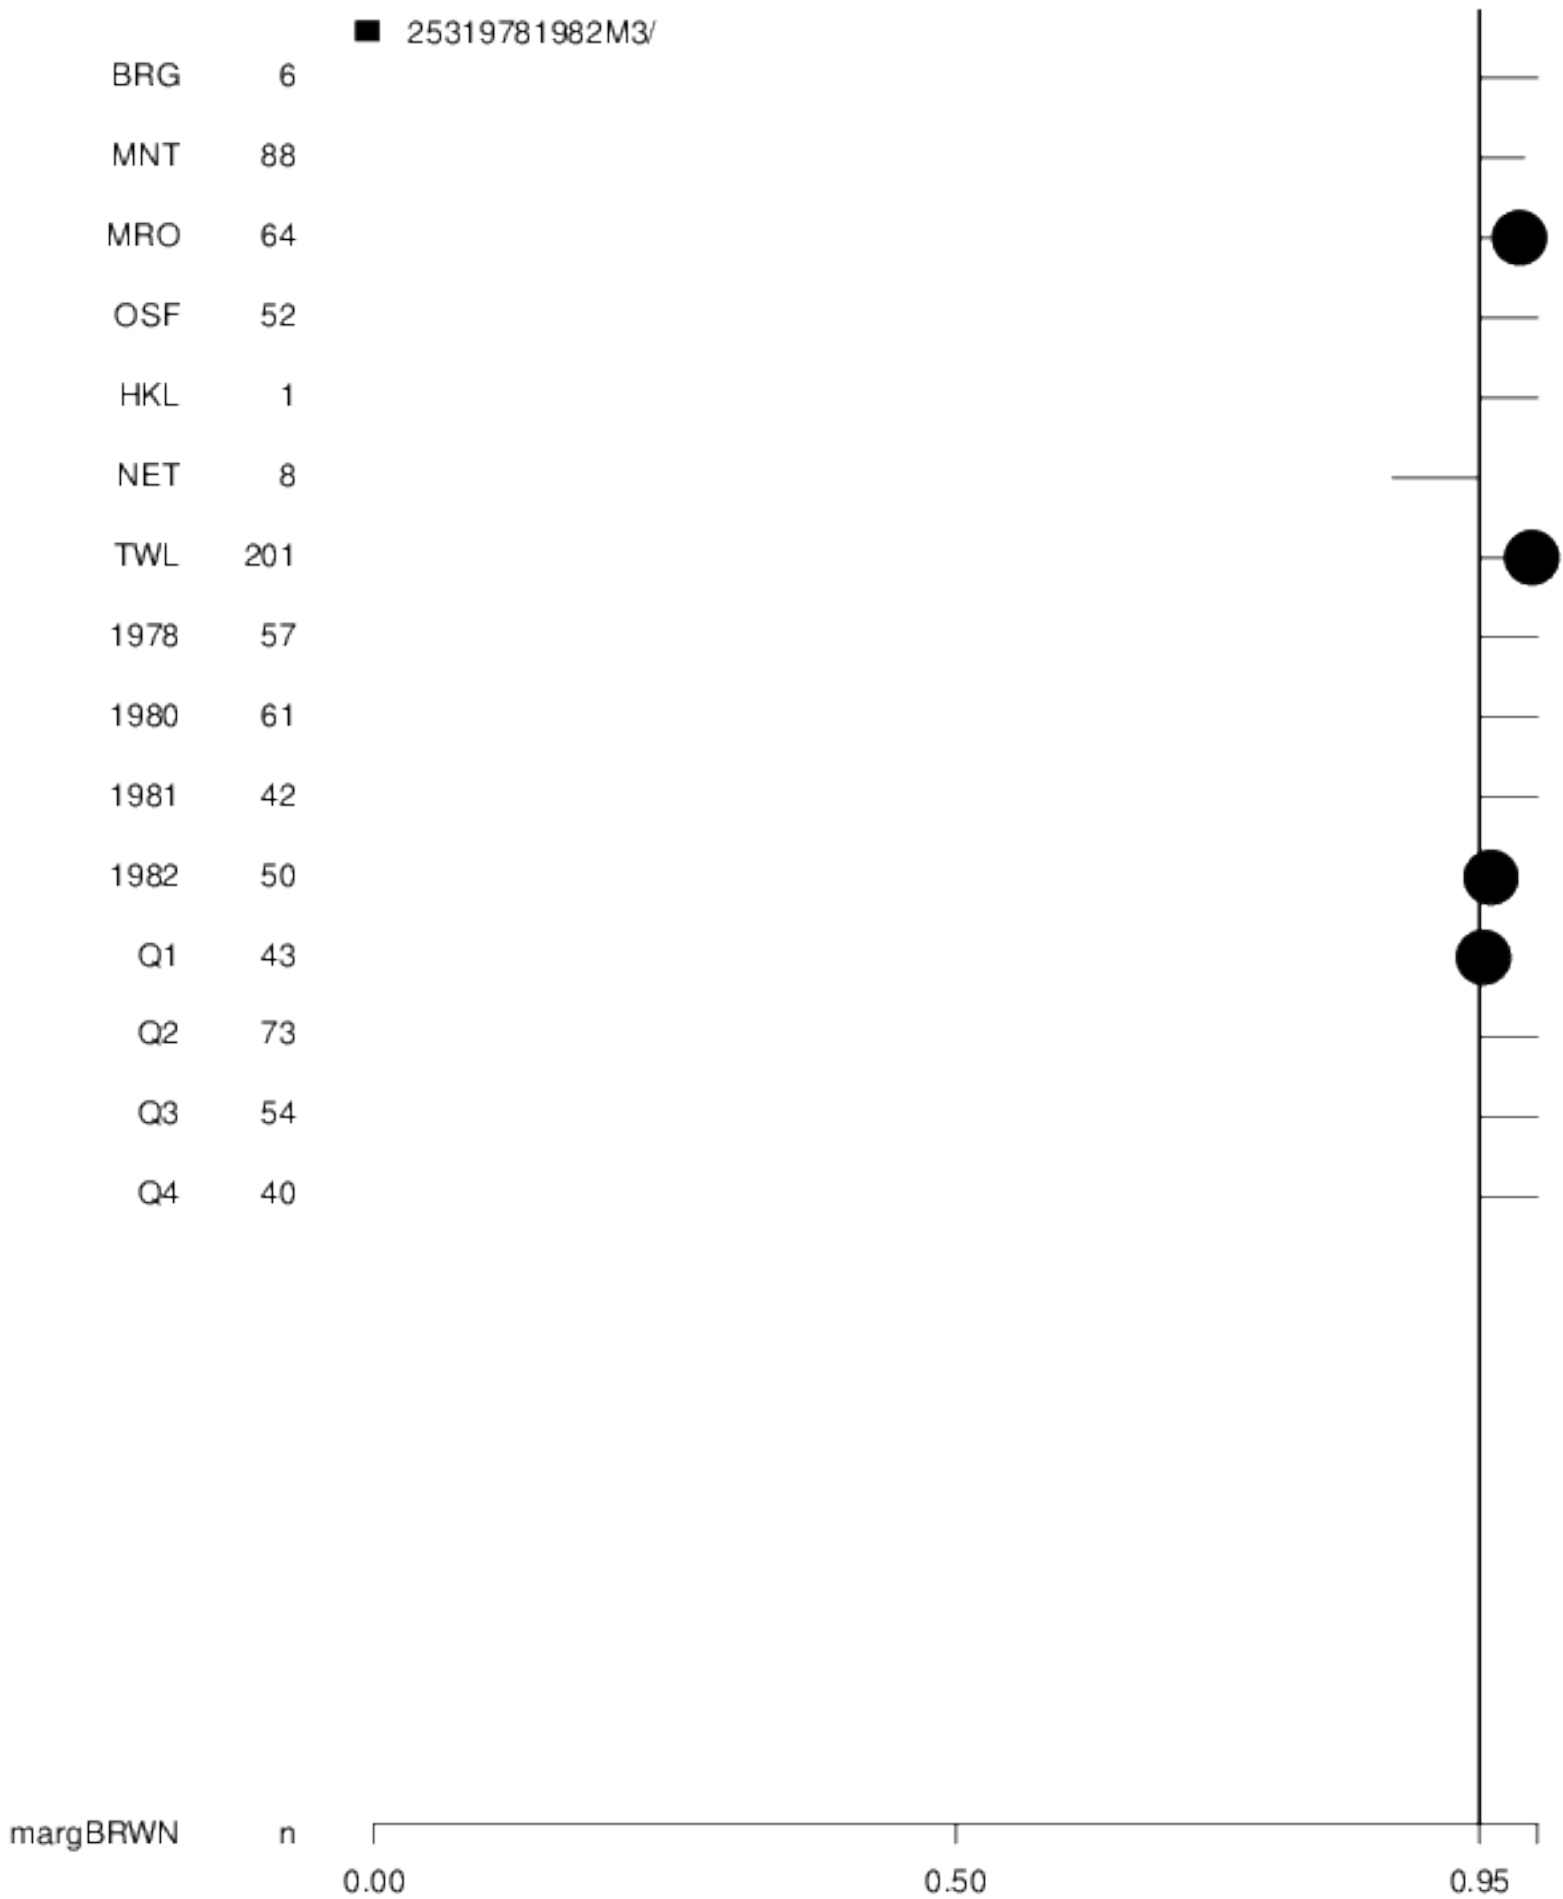 25319781982M3/
BRG 6
MNT 88
MRO 64
OSF 52
HKL 1
NET 8
TWL 201
1978 57
1980 61
1981 42
1982 50
Q1 43
Q2 73
Q3 54
Q4 40
margBRWN n
0.00 0.50 0.95